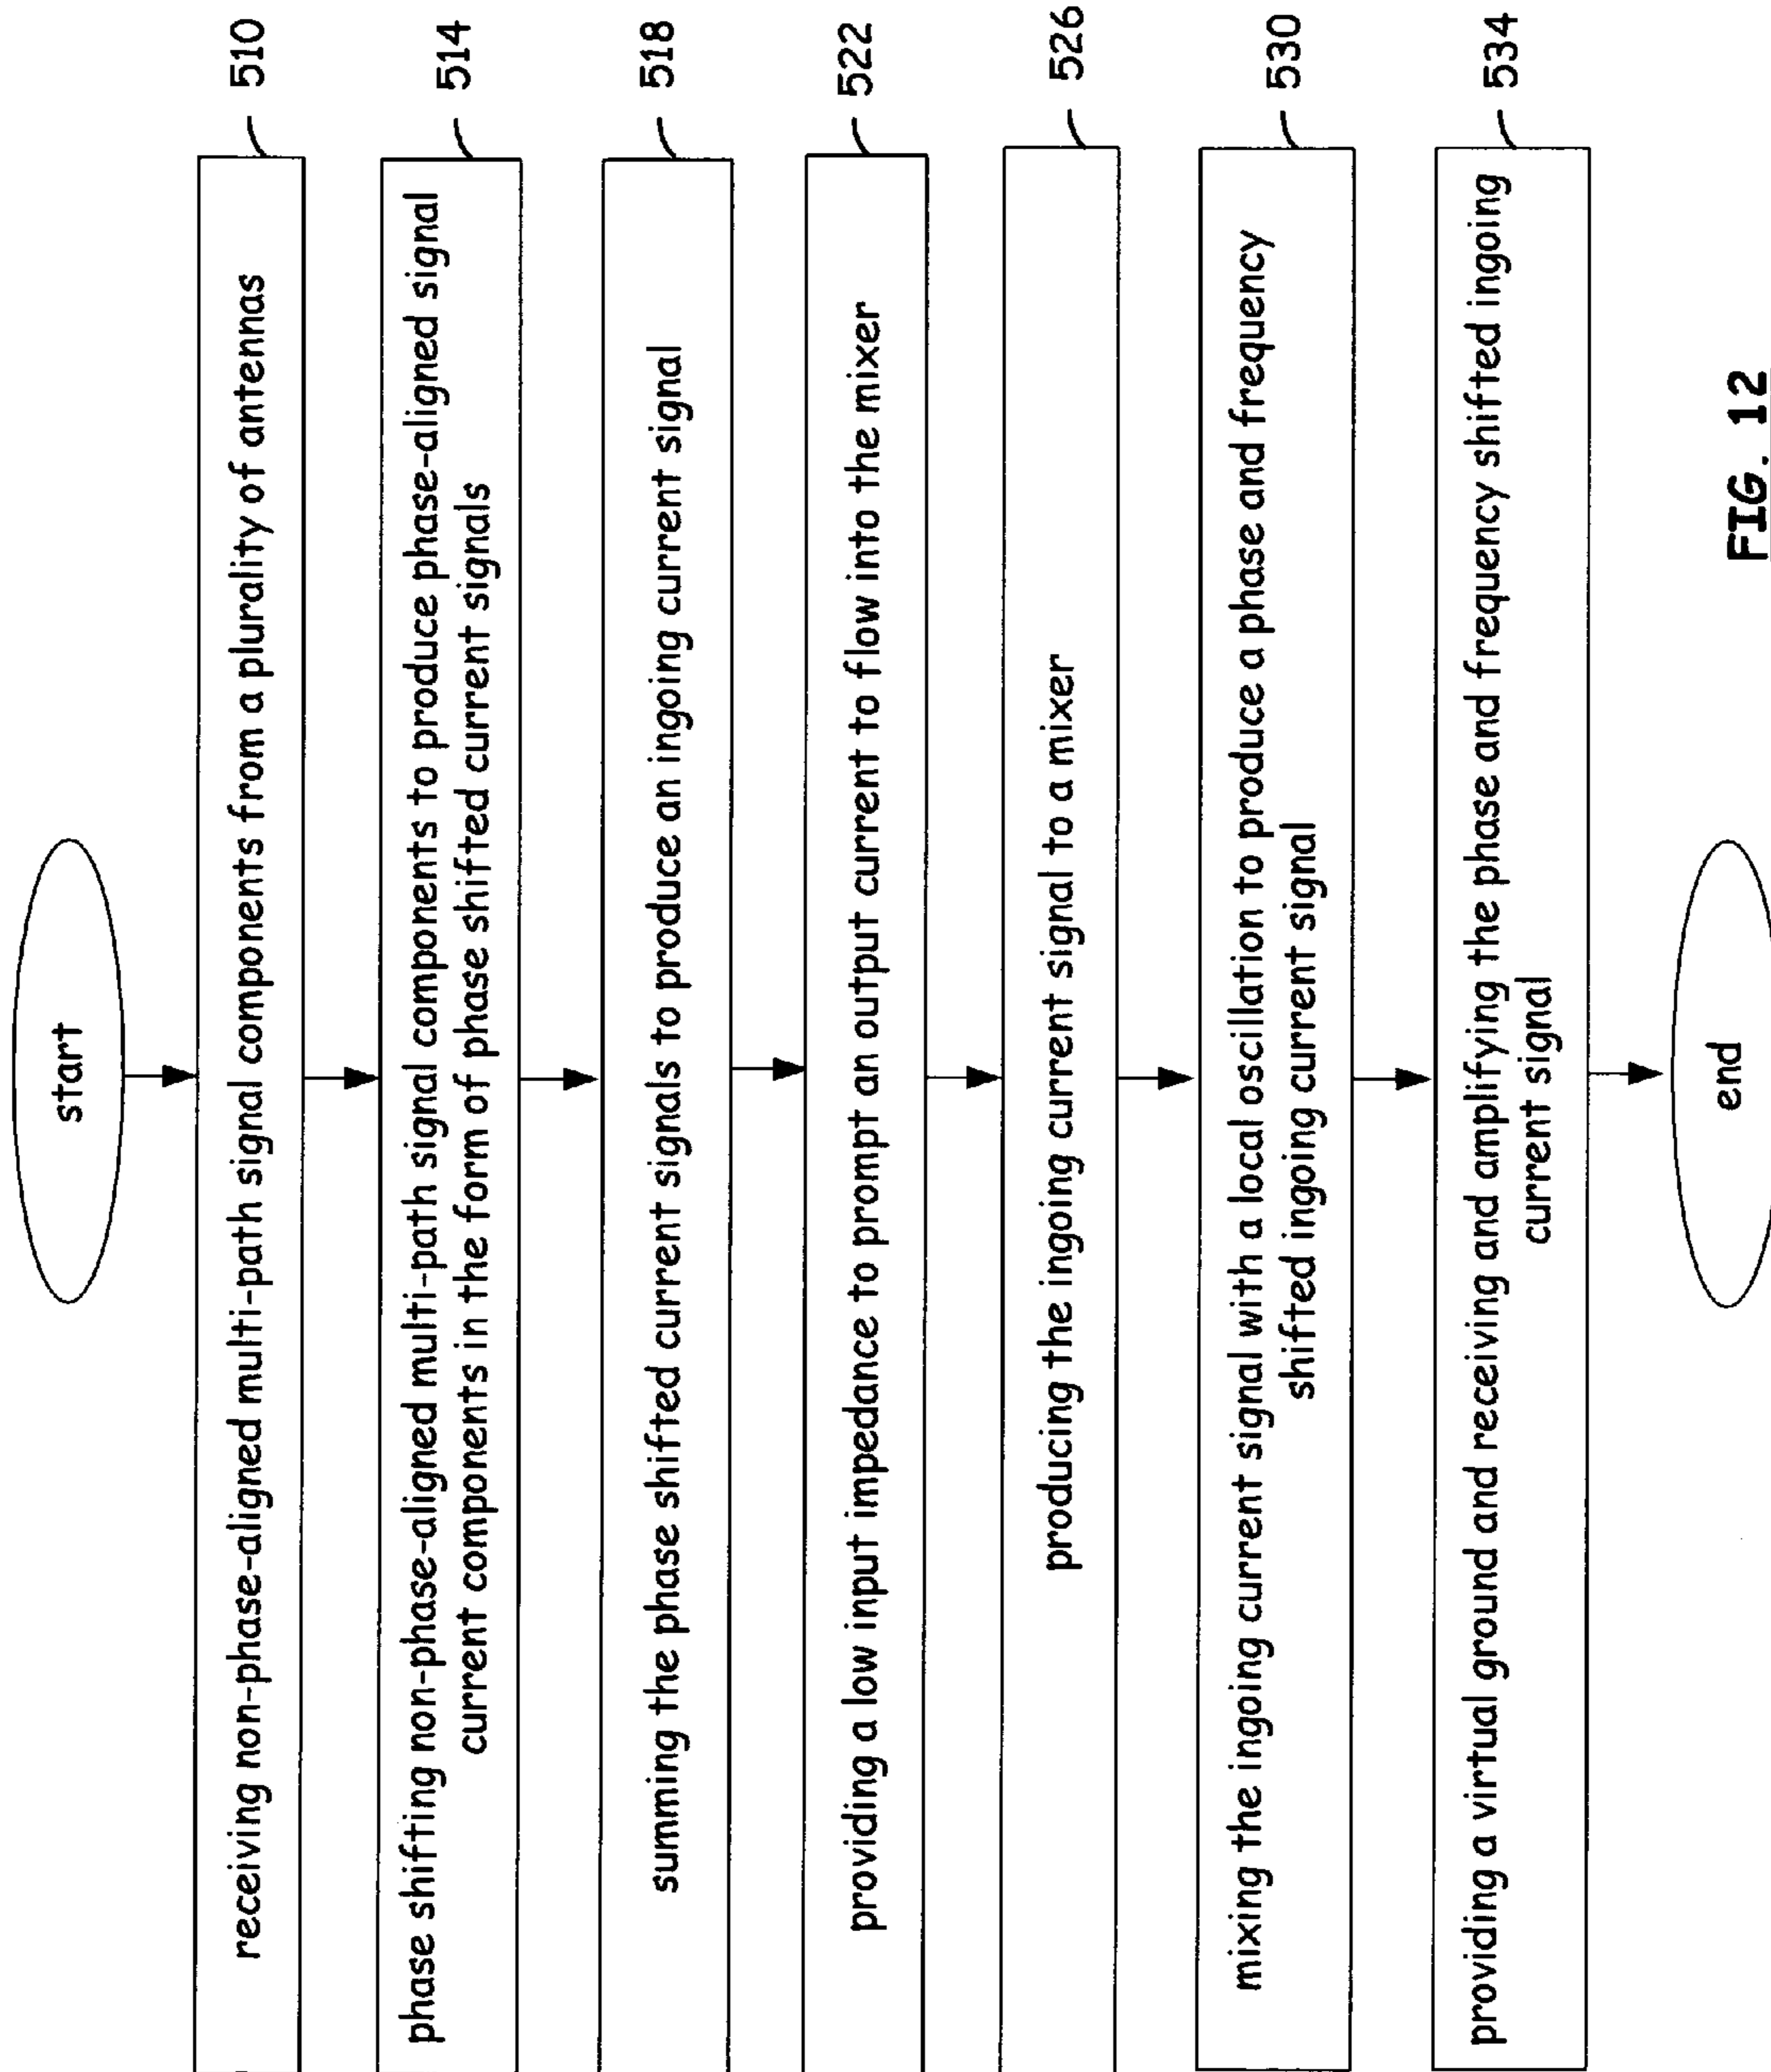 start
receiving non-phase-aligned multi-path signal components from a plurality of antennas
510
phase shifting non-phase-aligned multi-path signal components to produce phase-aligned signal
current components in the form of phase shifted current signals
514
summing the phase shifted current signals to produce an ingoing current signal
518
providing a low input impedance to prompt an output current to flow into the mixer
522
producing the ingoing current signal to a mixer
526
mixing the ingoing current signal with a local oscillation to produce a phase and frequency
shifted ingoing current signal
530
providing a virtual ground and receiving and amplifying the phase and frequency shifted ingoing
current signal
534
end
FIG. 12